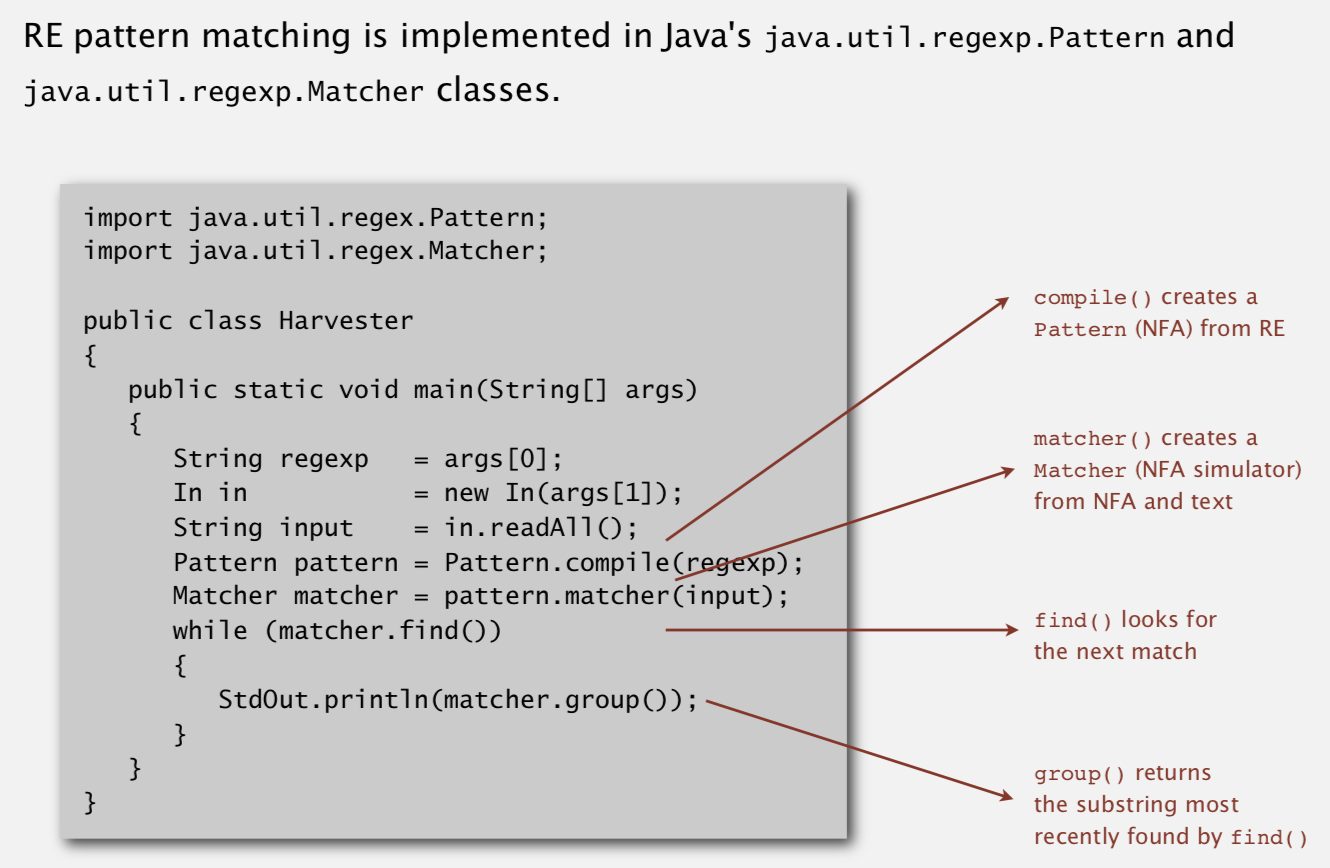 RE pattern matching is implemented in Java's java.util.regexp.Pattern and
java.util.regexp.Matcher classes.
import java.util.regex.Pattern;
import java.util.regex.Matcher;
public class Harvester
{
   public static void main(String[] args)
   {
      String regexp   = args[0];
      In in           = new In(args[1]);
      String input    = in.readAll();
      Pattern pattern = Pattern.compile(regexp);
      Matcher matcher = pattern.matcher(input);
      while (matcher.find())
      {
         StdOut.println(matcher.group());
      }
   }
}
compile() creates a
Pattern (NFA) from RE
matcher() creates a
Matcher (NFA simulator)
from NFA and text
find() looks for
the next match
group() returns
the substring most
recently found by find()